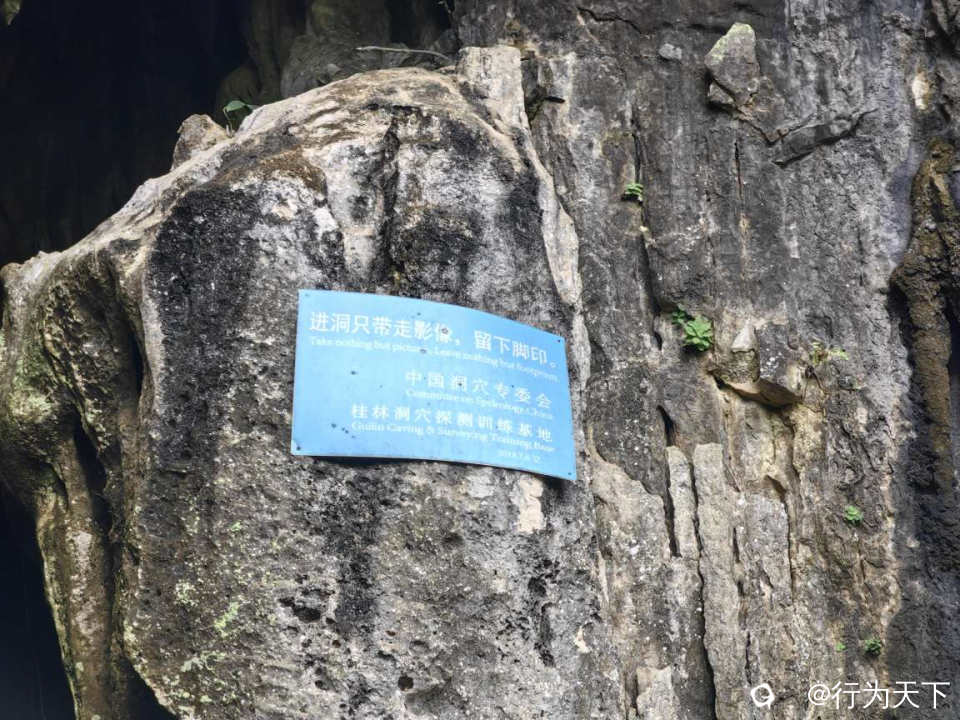 进洞只带走影像，留下脚印。
Take nothing but pictures. Leave nothing but footprints.
中国洞穴专委会
Committee on Speleology, China
桂林洞穴探测训练基地
Guilin Caving & Surveying Training Base
@行为天下